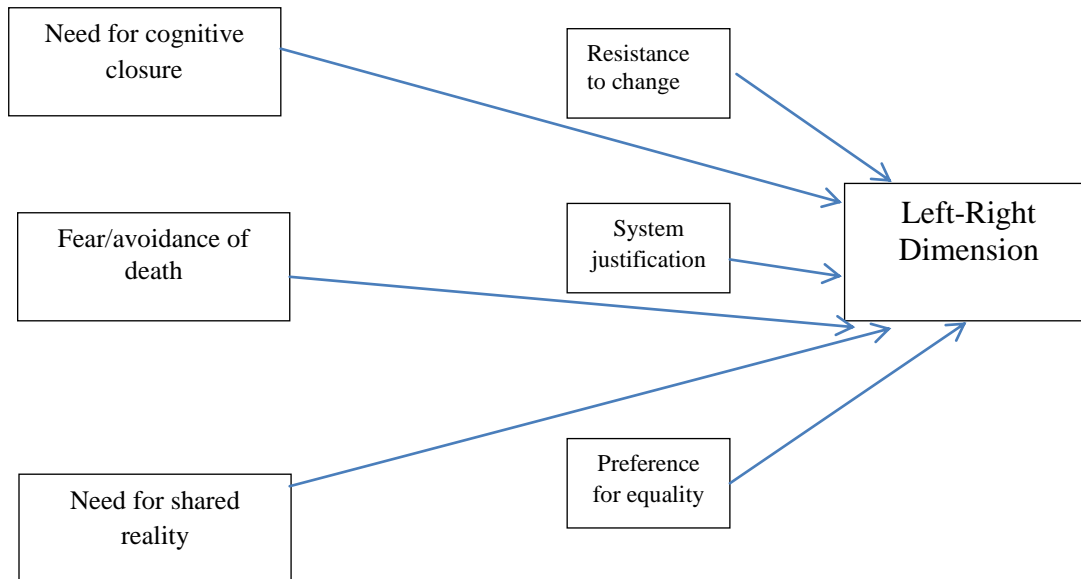 Need for cognitive
closure
Resistance
to change
Left-Right
Dimension
Fear/avoidance of
death
System
justification
Need for shared
reality
Preference
for equality